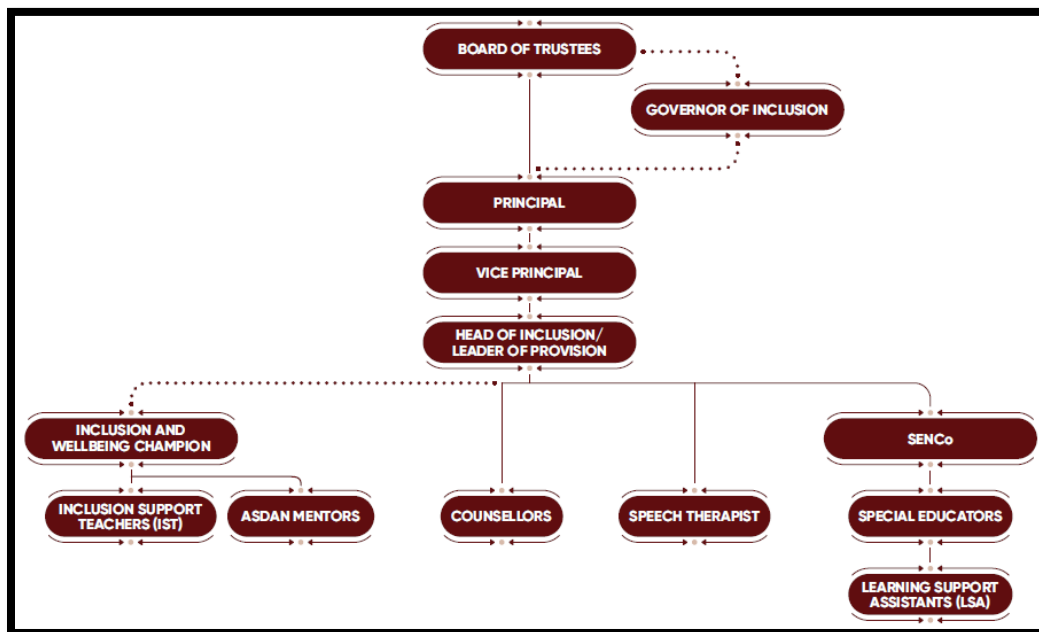 BOARD OF TRUSTEES
GOVERNOR OF INCLUSION
PRINCIPAL
VICE PRINCIPAL
HEAD OF INCLUSION/
LEADER OF PROVISION
INCLUSION AND
WELLBEING CHAMPION
SENCo
INCLUSION SUPPORT
TEACHERS (IST)
ASDAN MENTORS
COUNSELLORS
SPEECH THERAPIST
SPECIAL EDUCATORS
LEARNING SUPPORT
ASSISTANTS (LSA)